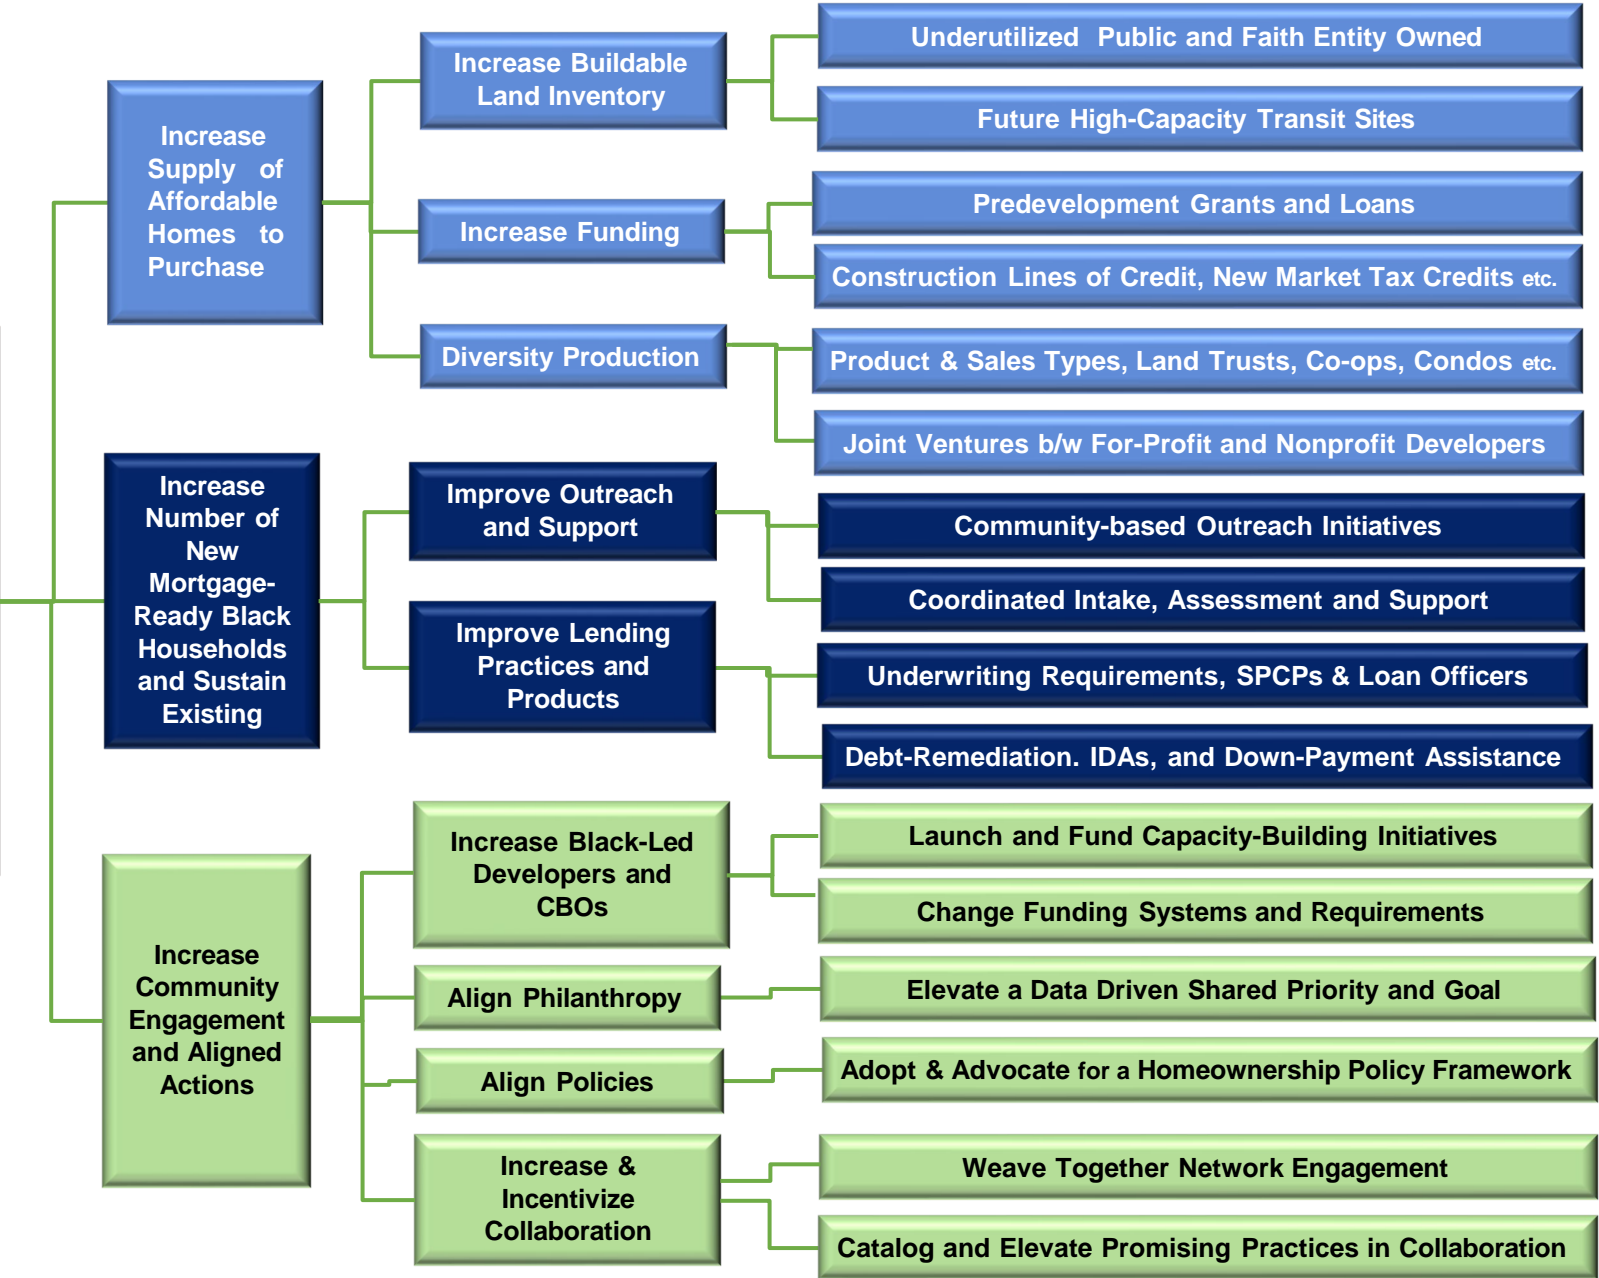 Increase
Supply of
Affordable
Homes to
Purchase
Increase Buildable
Land Inventory
Underutilized Public and Faith Entity Owned
Future High-Capacity Transit Sites
Increase Funding
Predevelopment Grants and Loans
Construction Lines of Credit, New Market Tax Credits etc.
Diversity Production
Product & Sales Types, Land Trusts, Co-ops, Condos etc.
Joint Ventures b/w For-Profit and Nonprofit Developers
Increase
Number of
New
Mortgage-
Ready Black
Households
and Sustain
Existing
Improve Outreach
and Support
Community-based Outreach Initiatives
Coordinated Intake, Assessment and Support
Improve Lending
Practices and
Products
Underwriting Requirements, SPCPs & Loan Officers
Debt-Remediation. IDAs, and Down-Payment Assistance
Increase
Community
Engagement
and Aligned
Actions
Increase Black-Led
Developers and
CBOs
Launch and Fund Capacity-Building Initiatives
Change Funding Systems and Requirements
Align Philanthropy
Elevate a Data Driven Shared Priority and Goal
Align Policies
Adopt & Advocate for a Homeownership Policy Framework
Increase &
Incentivize
Collaboration
Weave Together Network Engagement
Catalog and Elevate Promising Practices in Collaboration